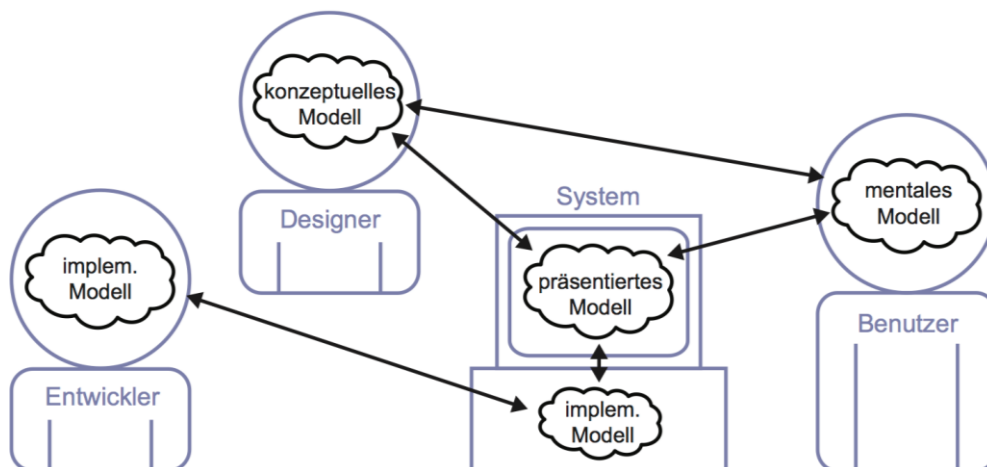 konzeptuelles
Modell
Designer
System
mentales
Modell
implem.
Modell
präsentiertes
Modell
Benutzer
Entwickler
implem.
Modell